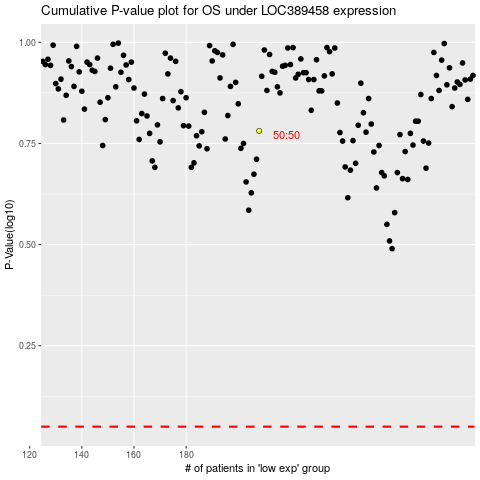 Cumulative P-value plot for OS under LOC389458 expression
1.00
0.75
0.50
0.25
P-Value(log10)
50:50
120 125 140 180
# of patients in 'low exp' group